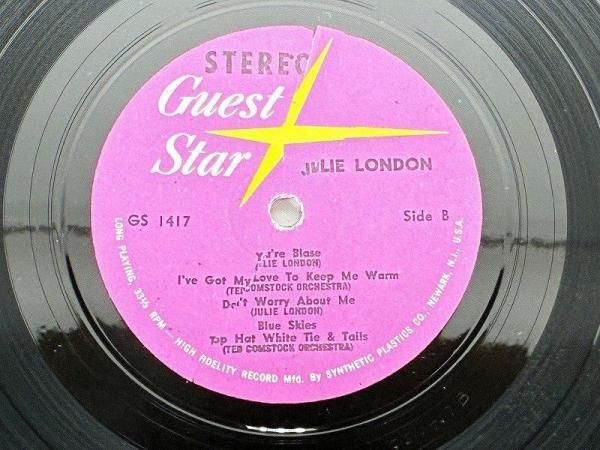 STEREO
Guest
Star
JULIE LONDON
GS 1417
Side B
You're Blase
(JULIE LONDON)
I've Got My Love To Keep Me Warm
(TED COMSTOCK ORCHESTRA)
Don't Worry About Me
(JULIE LONDON)
Blue Skies
Top Hat White Tie & Tails
(TED COMSTOCK ORCHESTRA)
LONG PLAYING, 33⅓ RPM — HIGH FIDELITY RECORD Mfd. By SYNTHETIC PLASTICS CO., NEWARK, N.J., U.S.A.